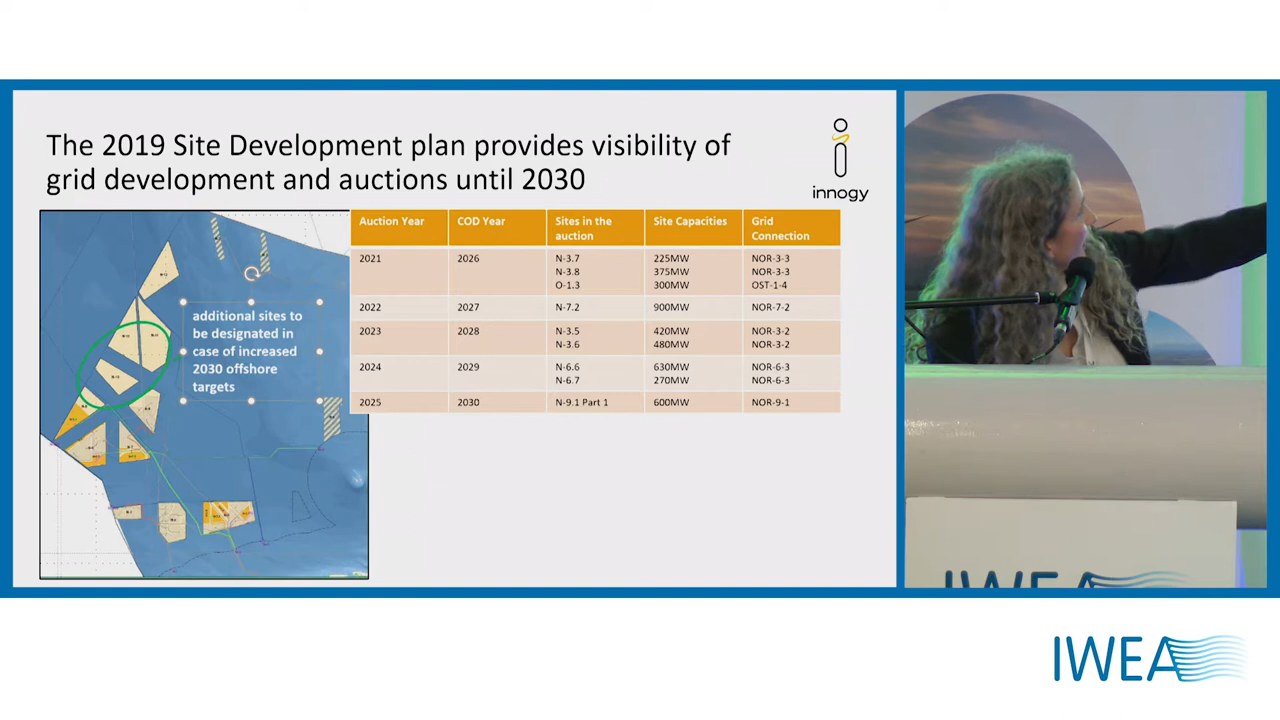 The 2019 Site Development plan provides visibility of
grid development and auctions until 2030
innogy
additional sites to
be designated in
case of increased
2030 offshore
targets
Auction Year COD Year Sites in the auction Site Capacities Grid Connection
2021 2026 N-3.7 225MW NOR-3-3
N-3.8 375MW NOR-3-3
O-1.3 300MW OST-1-4
2022 2027 N-7.2 900MW NOR-7-2
2023 2028 N-3.5 420MW NOR-3-2
N-3.6 480MW NOR-3-2
2024 2029 N-6.6 630MW NOR-6-3
N-6.7 270MW NOR-6-3
2025 2030 N-9.1 Part 1 600MW NOR-9-1
IWEA
IWEA